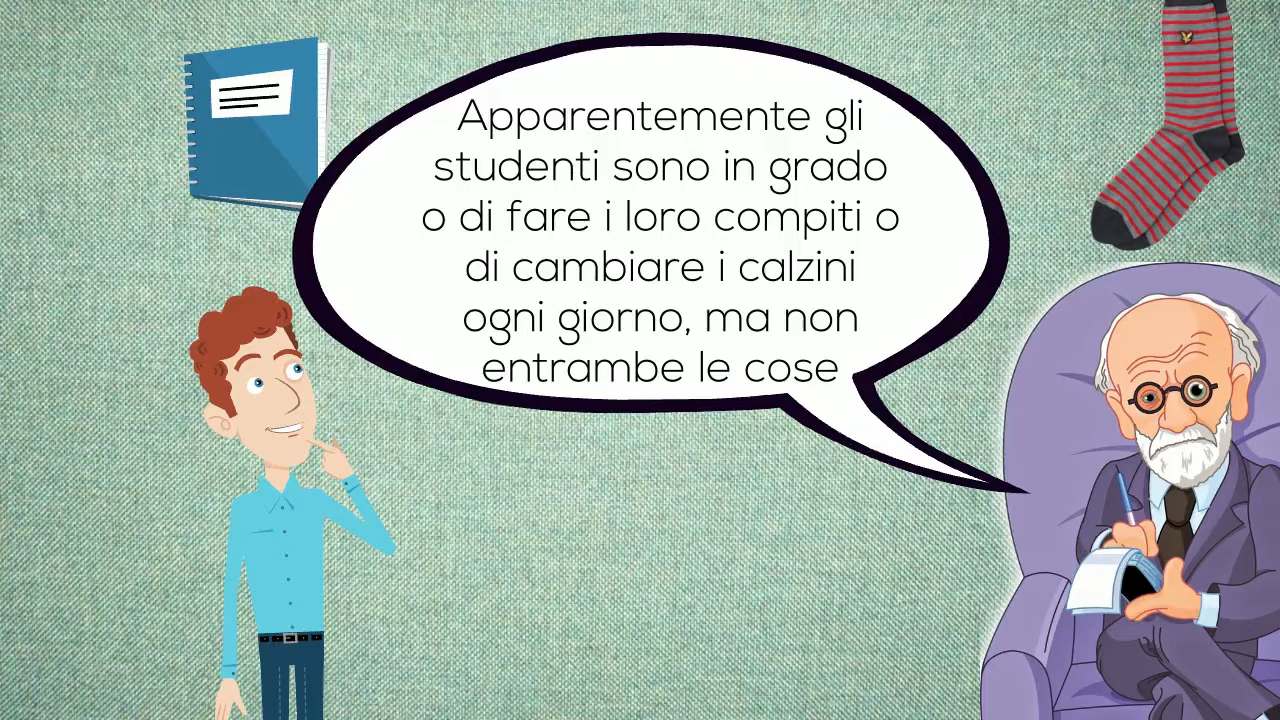 Apparentemente gli
studenti sono in grado
o di fare i loro compiti o
di cambiare i calzini
ogni giorno, ma non
entrambe le cose